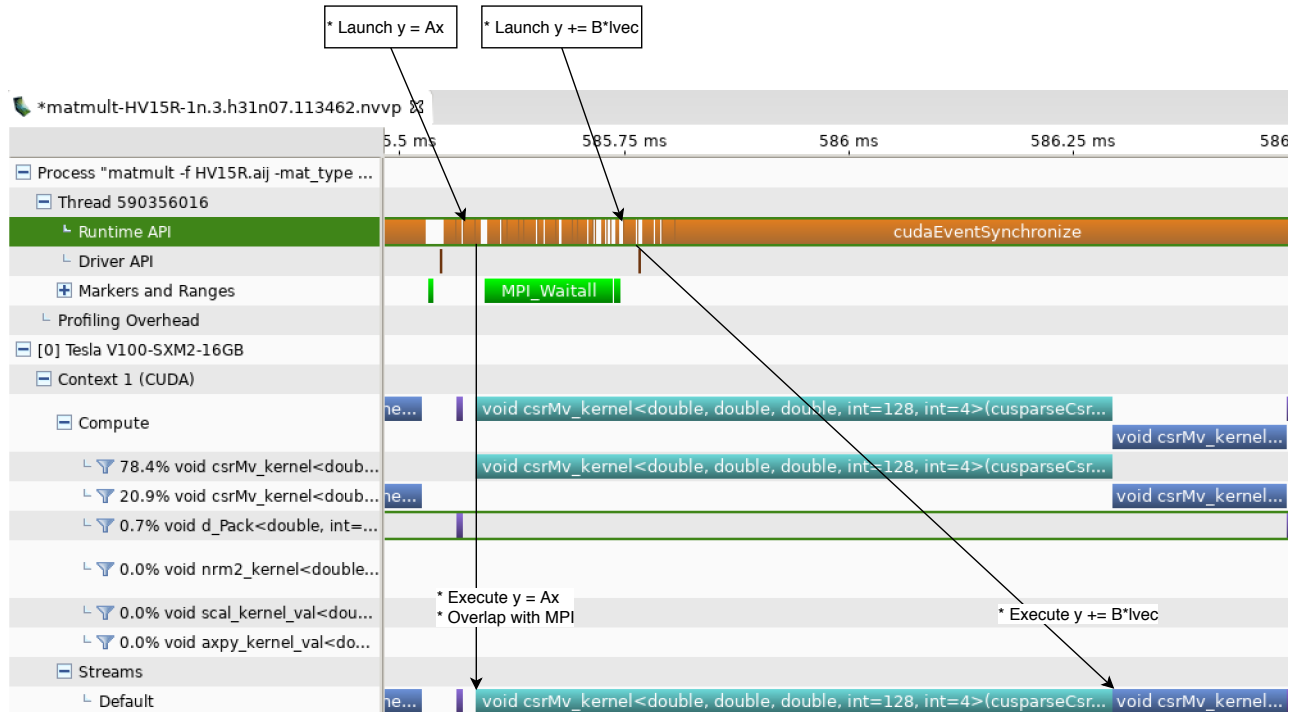 * Launch y = Ax
* Launch y += B*lvec
*matmult-HV15R-1n.3.h31n07.113462.nvvp
5.5 ms 585.75 ms 586 ms 586.25 ms 586
Process "matmult -f HV15R.aij -mat_type ...
Thread 590356016
Runtime API cudaEventSynchronize
Driver API
Markers and Ranges MPI_Waitall
Profiling Overhead
[0] Tesla V100-SXM2-16GB
Context 1 (CUDA)
ne... void csrMv_kernel<double, double, double, int=128, int=4>(cusparseCsr...
Compute
void csrMv_kernel...
78.4% void csrMv_kernel<doub... void csrMv_kernel<double, double, double, int=128, int=4>(cusparseCsr...
20.9% void csrMv_kernel<doub... ne... void csrMv_kernel...
0.7% void d_Pack<double, int=...
0.0% void nrm2_kernel<double...
* Execute y = Ax
* Overlap with MPI
* Execute y += B*lvec
0.0% void scal_kernel_val<dou...
0.0% void axpy_kernel_val<do...
Streams
Default ne... void csrMv_kernel<double, double, double, int=128, int=4>(cusparseCsr... void csrMv_kernel...